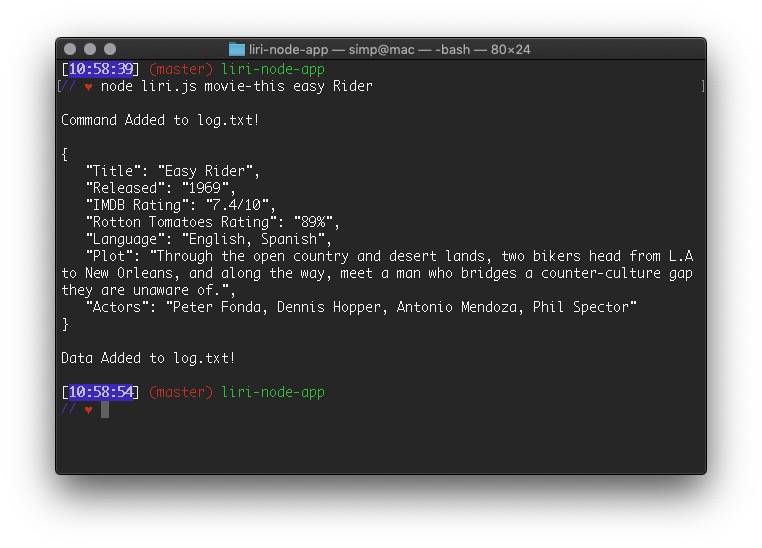 liri-node-app — simp@mac — -bash — 80×24
[10:58:39] (master) liri-node-app
[// ♥ node liri.js movie-this easy Rider ]
Command Added to log.txt!
{
"Title": "Easy Rider",
"Released": "1969",
"IMDB Rating": "7.4/10",
"Rotton Tomatoes Rating": "89%",
"Language": "English, Spanish",
"Plot": "Through the open country and desert lands, two bikers head from L.A
to New Orleans, and along the way, meet a man who bridges a counter-culture gap
they are unaware of.",
"Actors": "Peter Fonda, Dennis Hopper, Antonio Mendoza, Phil Spector"
}
Data Added to log.txt!
[10:58:54] (master) liri-node-app
// ♥